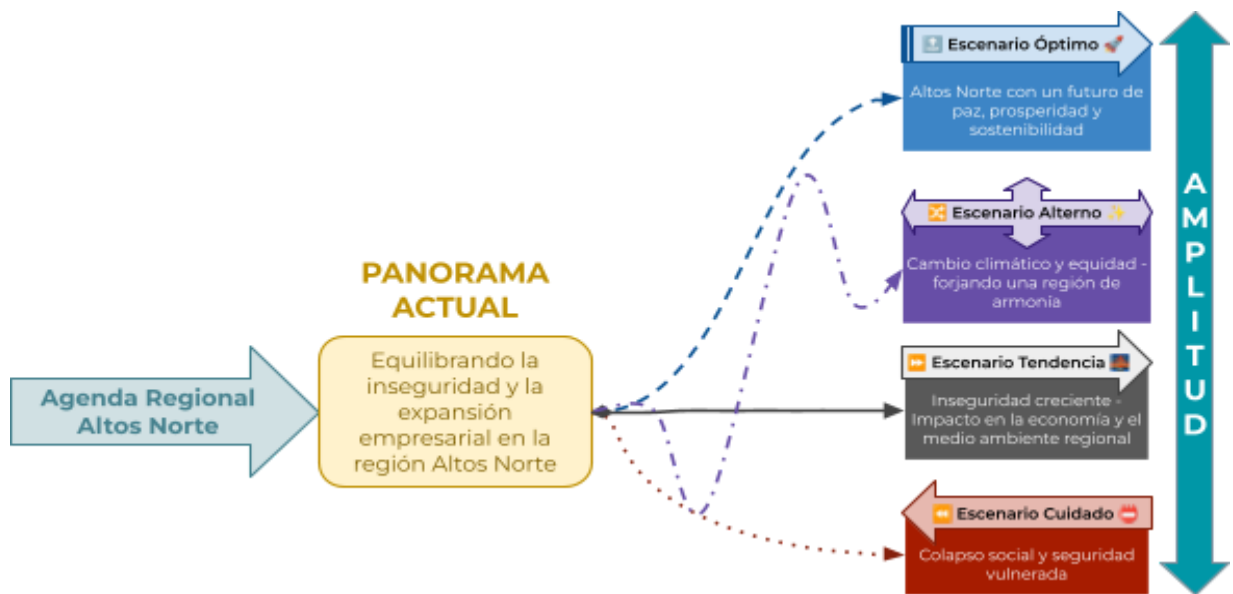 Agenda Regional
Altos Norte
PANORAMA
ACTUAL
Equilibrando la
inseguridad y la
expansión
empresarial en la
región Altos Norte
Escenario Óptimo
Altos Norte con un futuro de
paz, prosperidad y
sostenibilidad
Escenario Alterno
Cambio climático y equidad -
forjando una región de
armonía
Escenario Tendencia
Inseguridad creciente -
Impacto en la economía y el
medio ambiente regional
Escenario Cuidado
Colapso social y seguridad
vulnerada
AMPLITUD